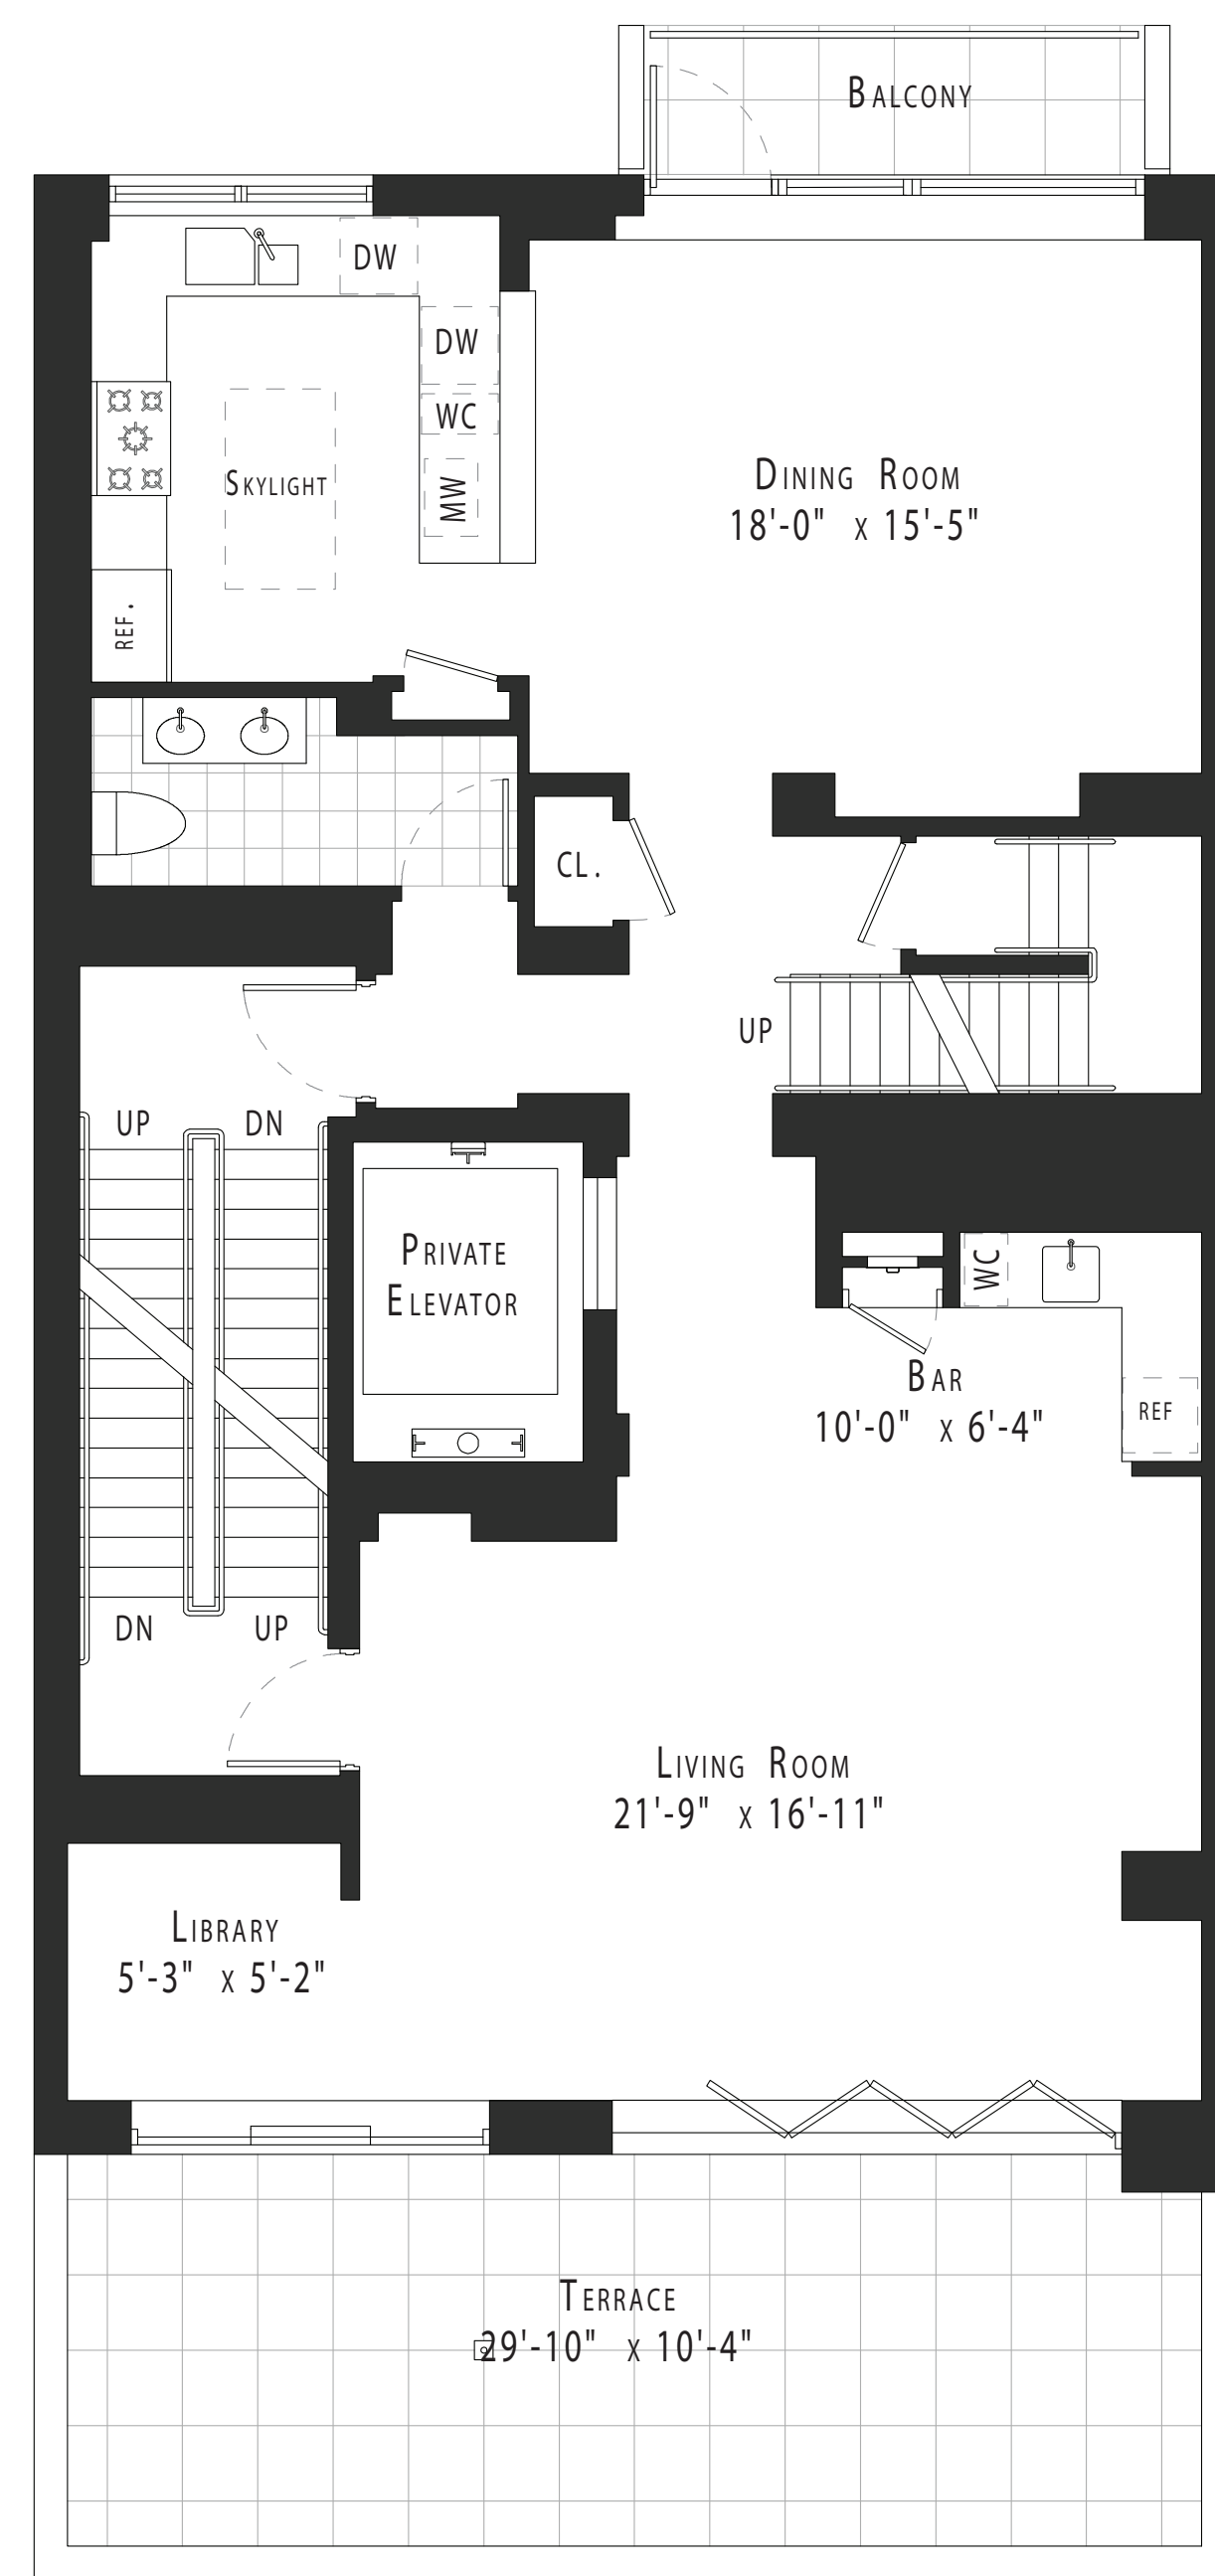 BALCONY
DW
DW
WC
MW
SKYLIGHT
DINING ROOM
18'-0" X 15'-5"
REF.
CL.
UP
UP DN
PRIVATE
ELEVATOR
WC
BAR
10'-0" X 6'-4"
REF
DN UP
LIVING ROOM
21'-9" X 16'-11"
LIBRARY
5'-3" X 5'-2"
TERRACE
29'-10" X 10'-4"